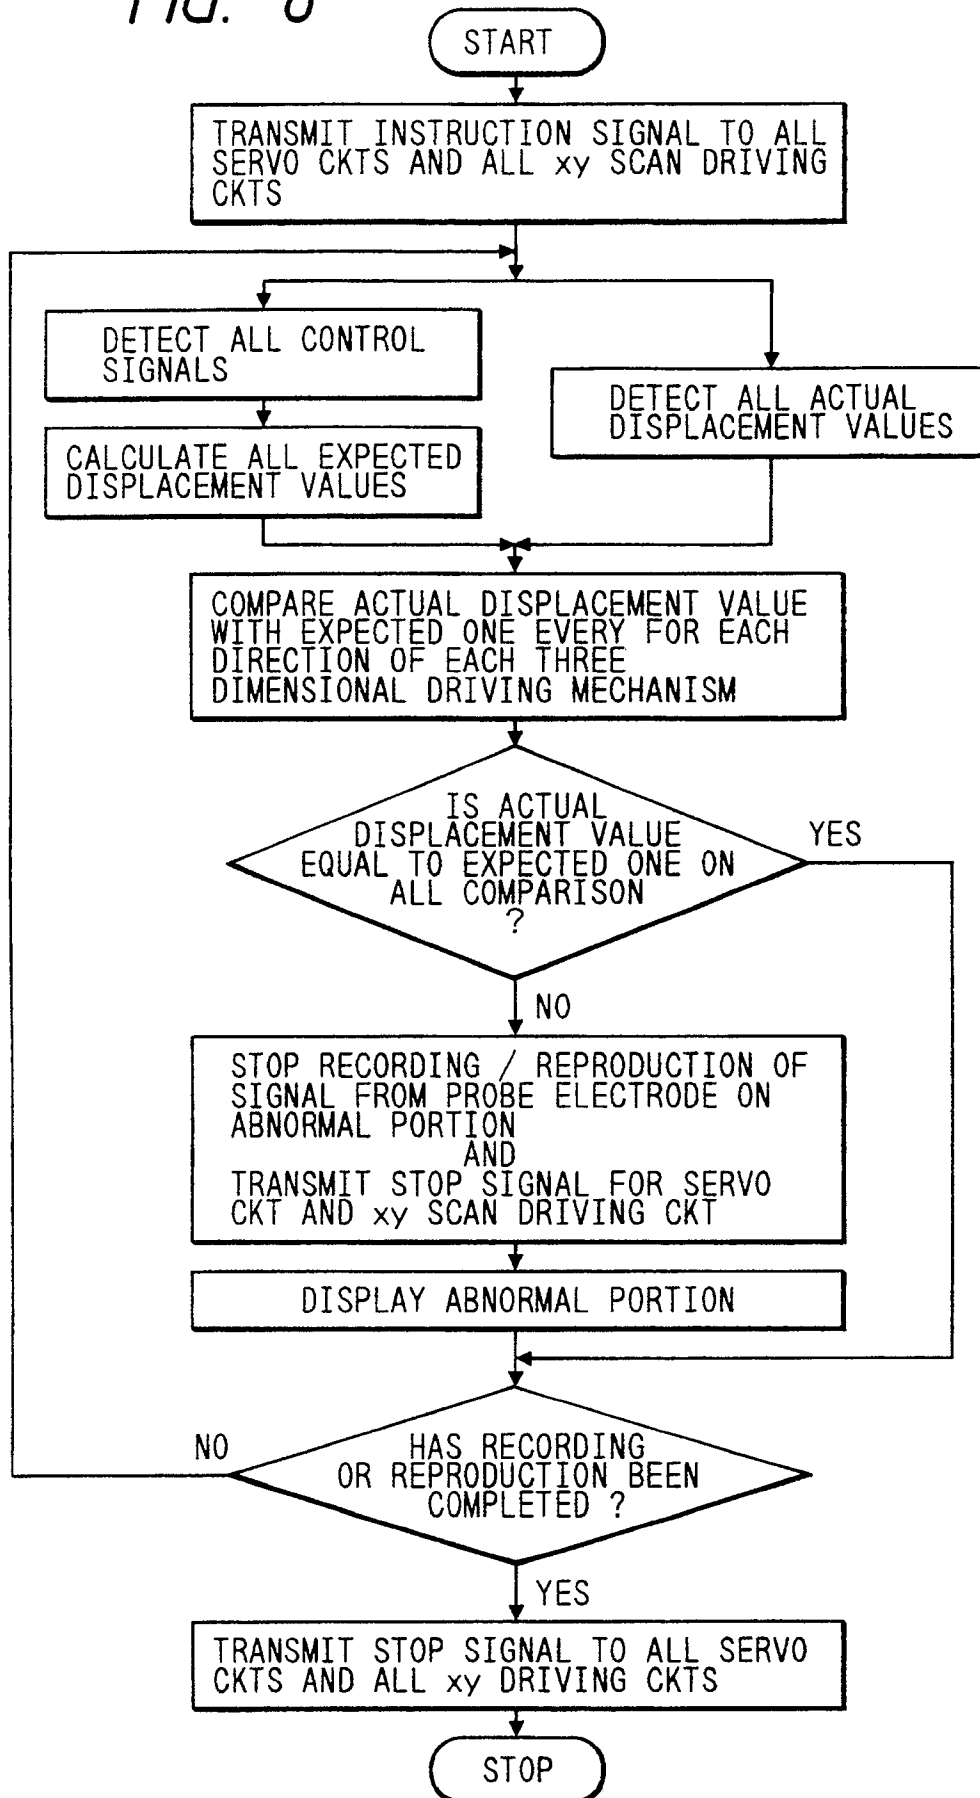 FIG.
START
TRANSMIT INSTRUCTION SIGNAL TO ALL
SERVO CKTS AND ALL xy SCAN DRIVING
CKTS
DETECT ALL CONTROL
SIGNALS
DETECT ALL ACTUAL
DISPLACEMENT VALUES
CALCULATE ALL EXPECTED
DISPLACEMENT VALUES
COMPARE ACTUAL DISPLACEMENT VALUE
WITH EXPECTED ONE EVERY FOR EACH
DIRECTION OF EACH THREE
DIMENSIONAL DRIVING MECHANISM
IS ACTUAL
DISPLACEMENT VALUE
EQUAL TO EXPECTED ONE ON
ALL COMPARISON
?
YES
NO
STOP RECORDING / REPRODUCTION OF
SIGNAL FROM PROBE ELECTRODE ON
ABNORMAL PORTION
AND
TRANSMIT STOP SIGNAL FOR SERVO
CKT AND xy SCAN DRIVING CKT
DISPLAY ABNORMAL PORTION
NO
HAS RECORDING
OR REPRODUCTION BEEN
COMPLETED ?
YES
TRANSMIT STOP SIGNAL TO ALL SERVO
CKTS AND ALL xy DRIVING CKTS
STOP